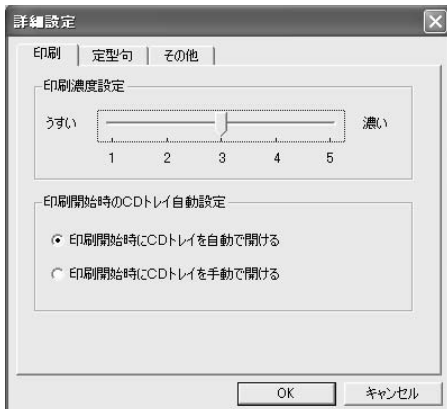 詳細設定
印刷 定型句 その他
印刷濃度設定
うすい 濃い
1 2 3 4 5
印刷開始時のCDトレイ自動設定
印刷開始時にCDトレイを自動で開ける
印刷開始時にCDトレイを手動で開ける
OK キャンセル